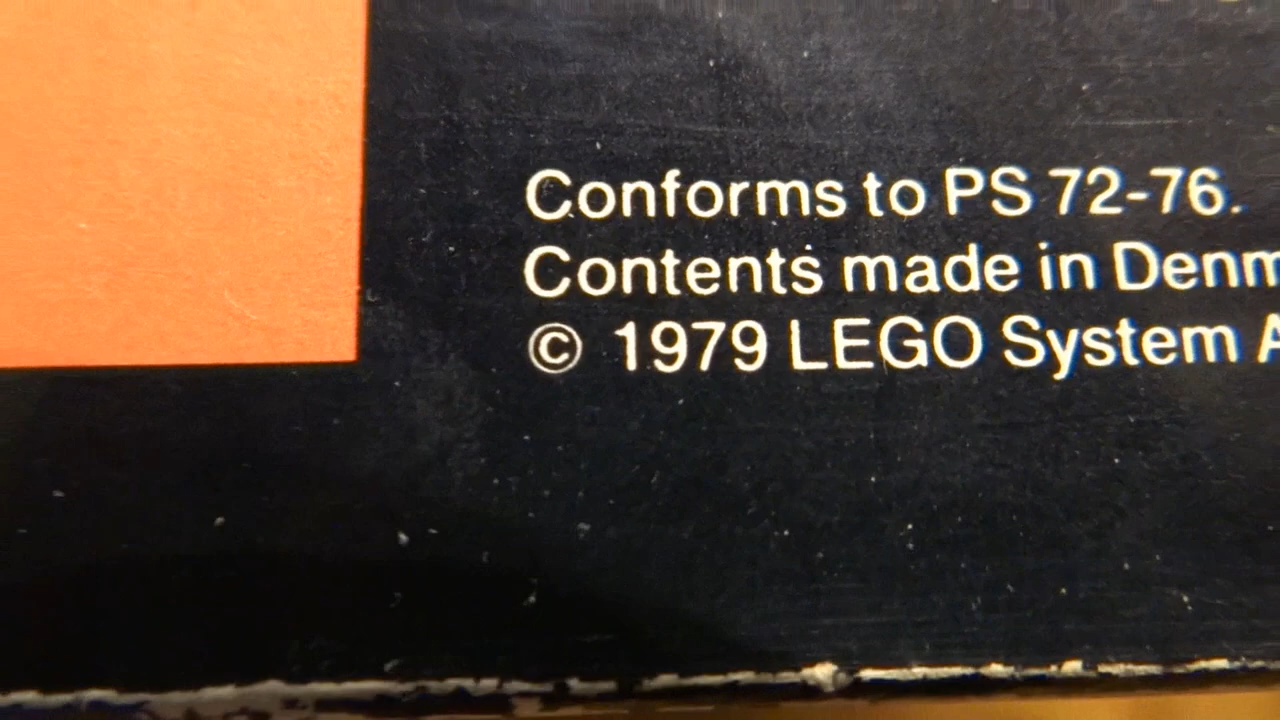 Conforms to PS 72-76.
Contents made in Denm
© 1979 LEGO System A